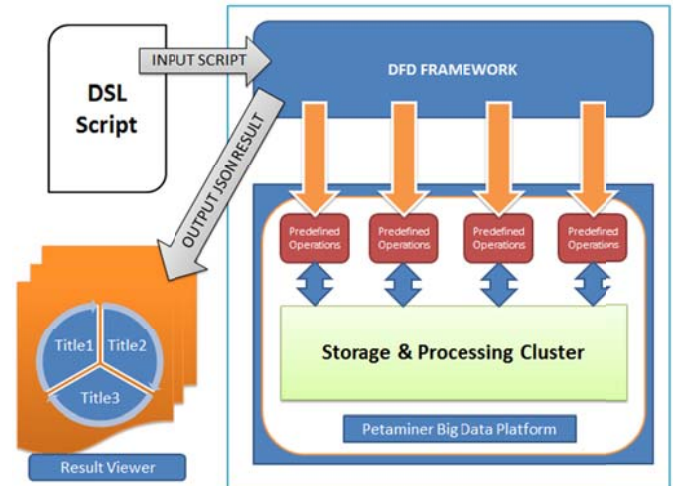 DSL
Script
INPUT SCRIPT
DFD FRAMEWORK
OUTPUT JSON RESULT
Predefined
Operations
Predefined
Operations
Predefined
Operations
Predefined
Operations
Storage & Processing Cluster
Petaminer Big Data Platform
Title1
Title2
Title3
Result Viewer